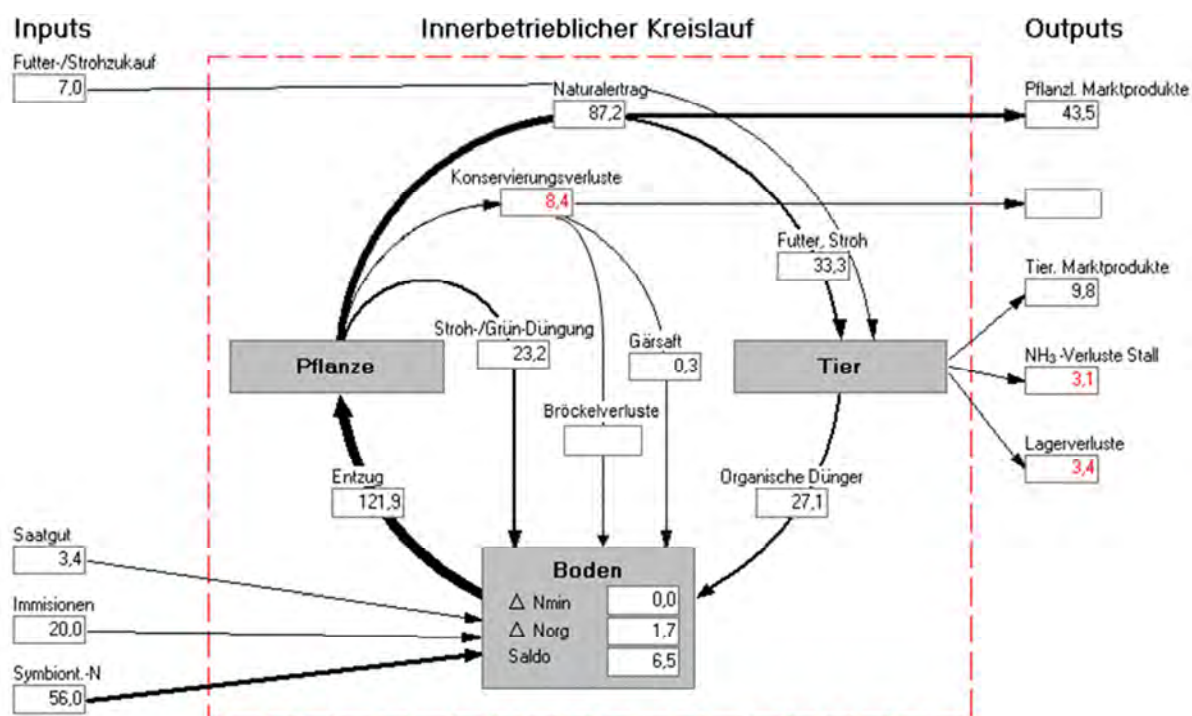 Inputs
Innerbetrieblicher Kreislauf
Outputs
Futter-/Strohzukauf
7,0
Naturalertrag
87,2
Pflanzl. Marktprodukte
43,5
Konservierungsverluste
8,4
Futter, Stroh
33,3
Tier. Marktprodukte
9,8
Stroh-/Grün-Düngung
23,2
Gärsaft
0,3
Pflanze
Tier
NH₃-Verluste Stall
3,1
Bröckelverluste
Lagerverluste
3,4
Entzug
121,9
Organische Dünger
27,1
Saatgut
3,4
Immisionen
20,0
Symbiont.-N
56,0
Boden
△ Nmin 0,0
△ Norg 1,7
Saldo 6,5